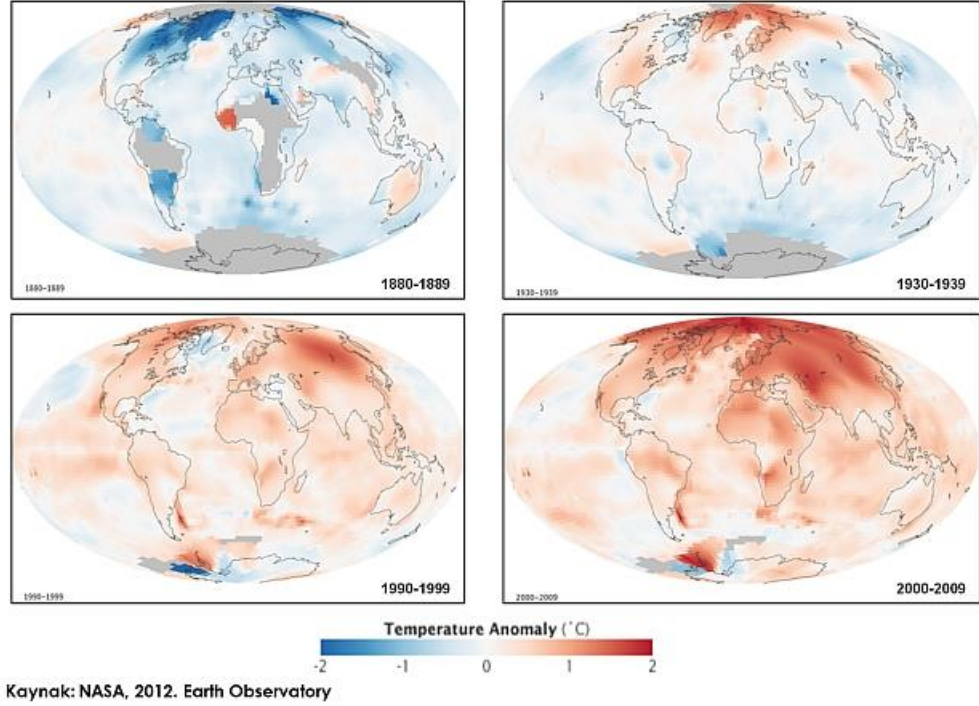 1880-1889
1880-1889
1930-1939
1930-1939
1990-1999
1990-1999
2000-2009
2000-2009
Temperature Anomaly (˚C)
-2 -1 0 1 2
Kaynak: NASA, 2012. Earth Observatory